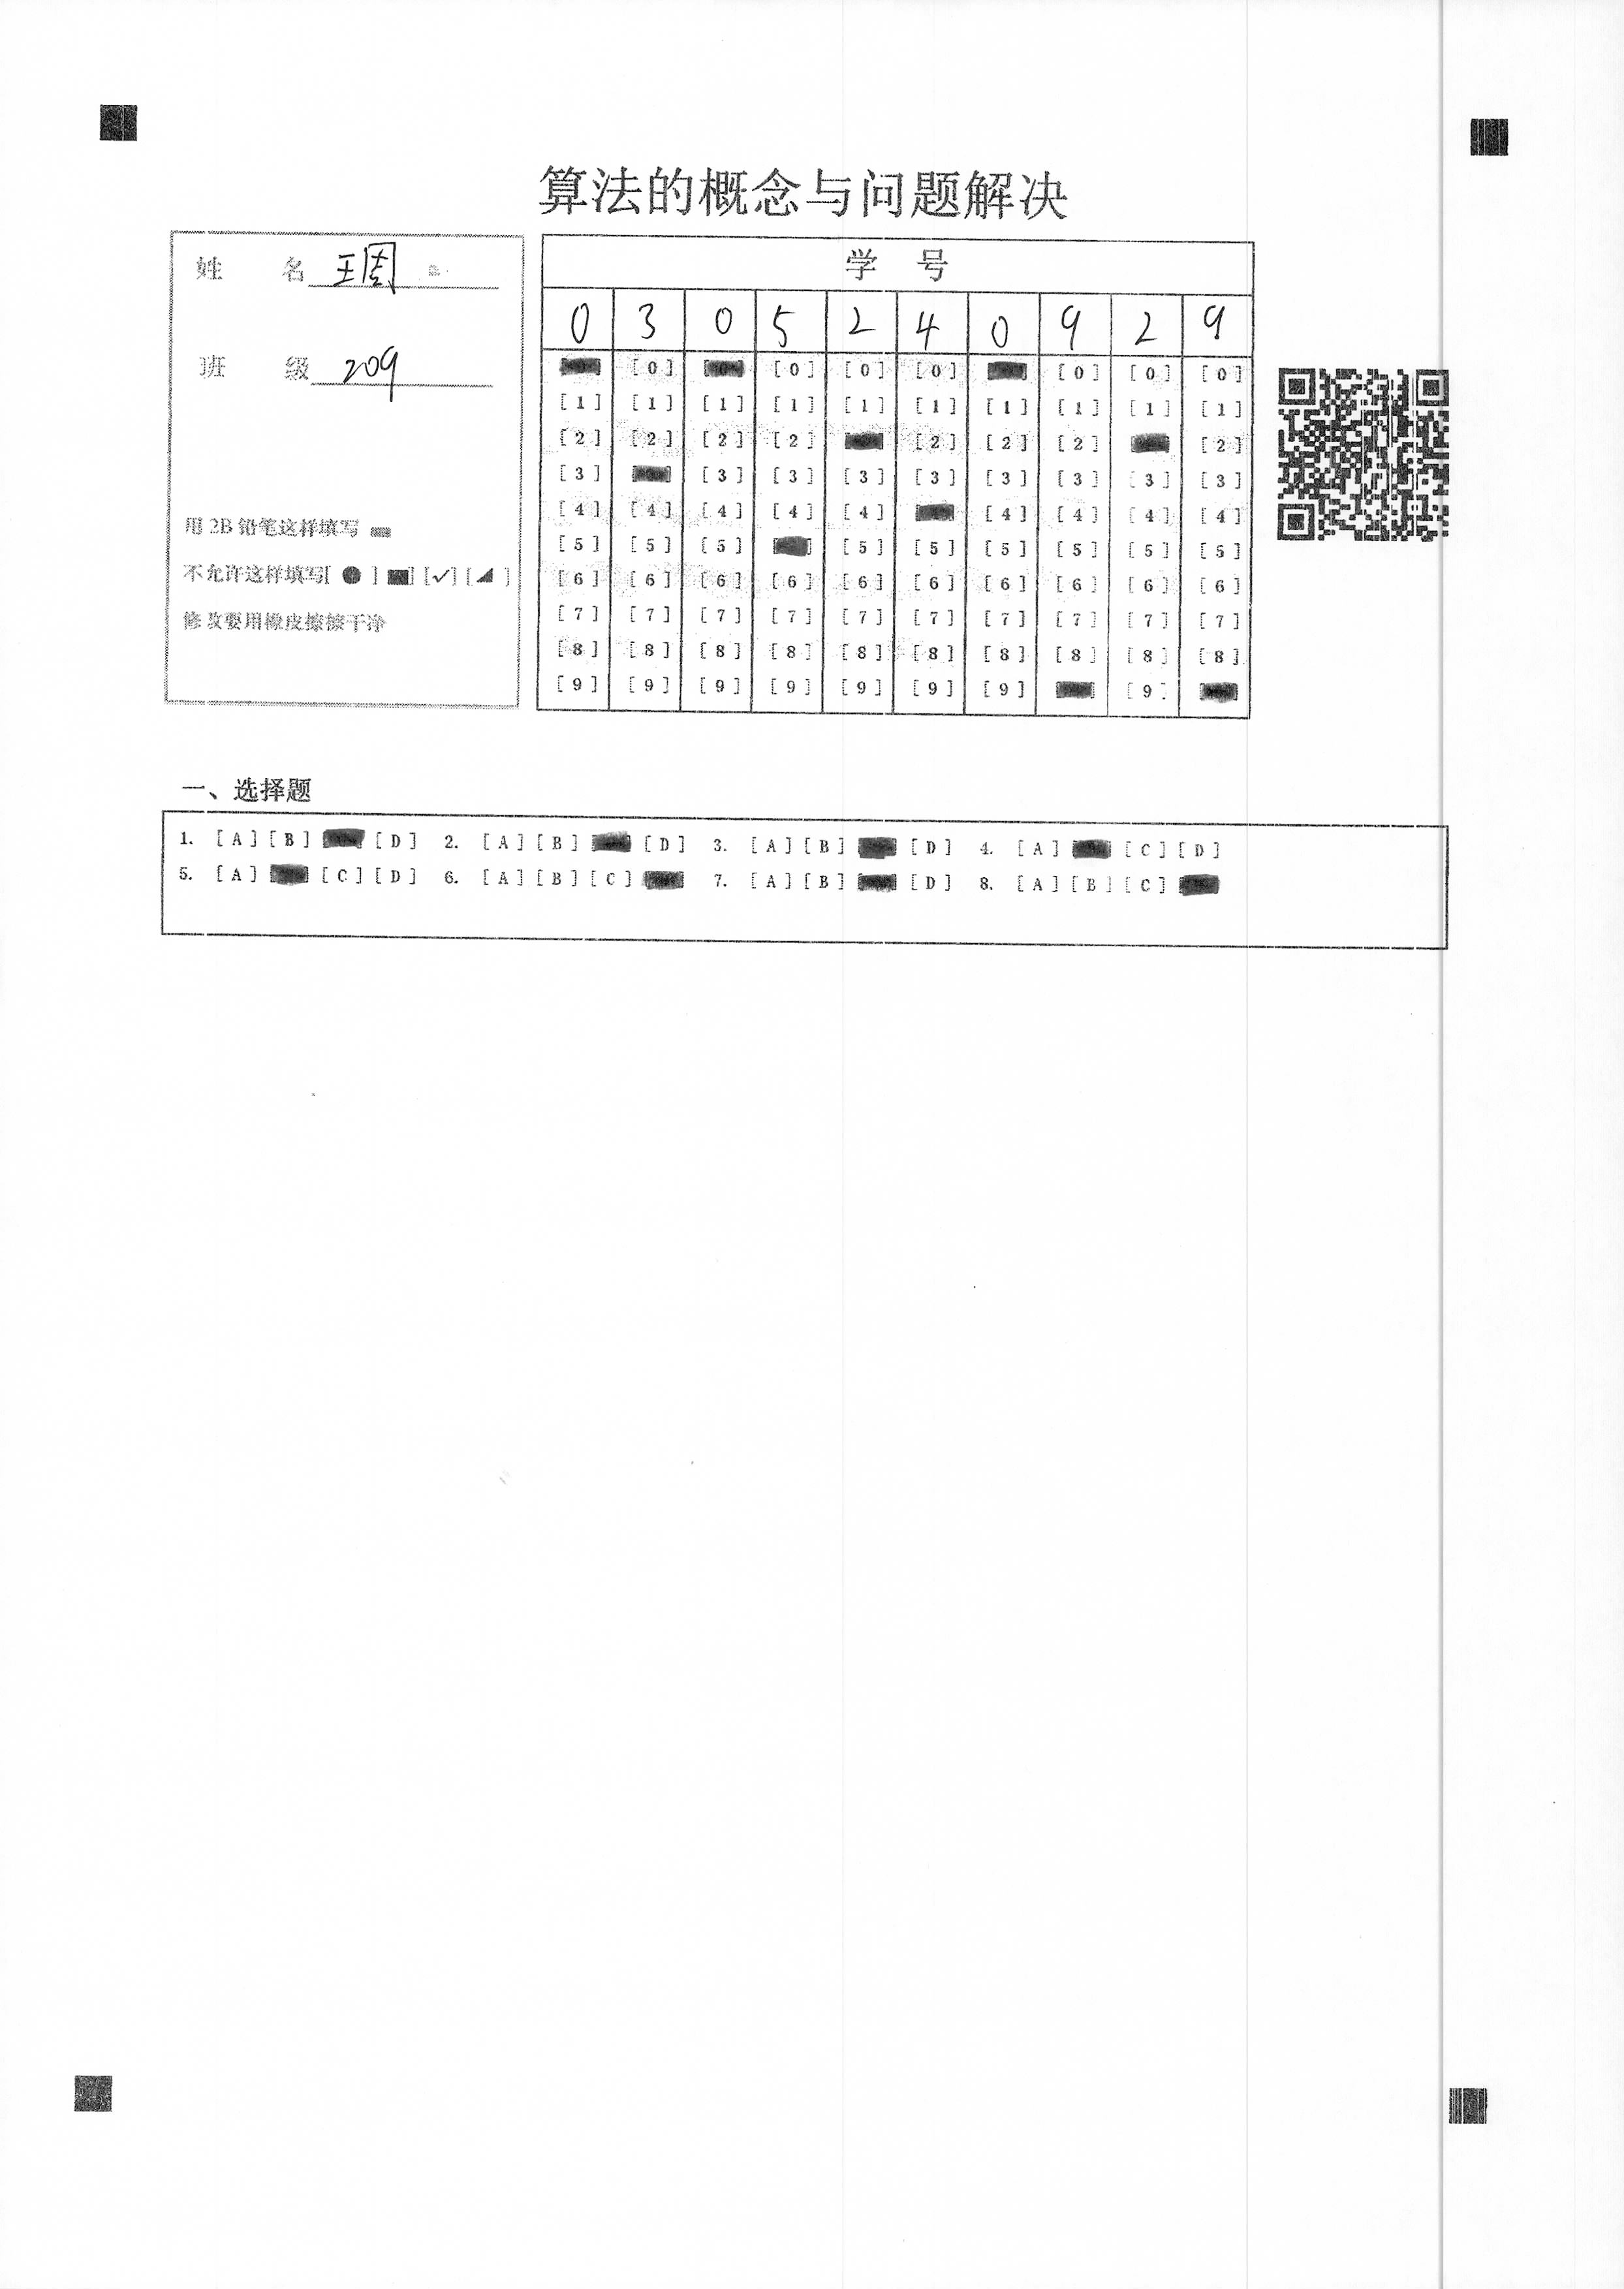 算法的概念与问题解决
姓 名 王周
班 级 209
用 2B 铅笔这样填写
不允许这样填写[ ● ] [■] [✓] [◢ ]
修改要用橡皮擦擦干净
学 号
0 3 0 5 2 4 0 9 2 9
[0] [0] [0] [0] [0] [0] [0]
[1] [1] [1] [1] [1] [1] [1] [1] [1] [1]
[2] [2] [2] [2] [2] [2] [2] [2]
[3] [3] [3] [3] [3] [3] [3] [3] [3]
[4] [4] [4] [4] [4] [4] [4] [4] [4]
[5] [5] [5] [5] [5] [5] [5] [5] [5]
[6] [6] [6] [6] [6] [6] [6] [6] [6] [6]
[7] [7] [7] [7] [7] [7] [7] [7] [7] [7]
[8] [8] [8] [8] [8] [8] [8] [8] [8] [8]
[9] [9] [9] [9] [9] [9] [9] [9]
一、选择题
1. [A] [B] [D] 2. [A] [B] [D] 3. [A] [B] [D] 4. [A] [C] [D]
5. [A] [C] [D] 6. [A] [B] [C] 7. [A] [B] [D] 8. [A] [B] [C]